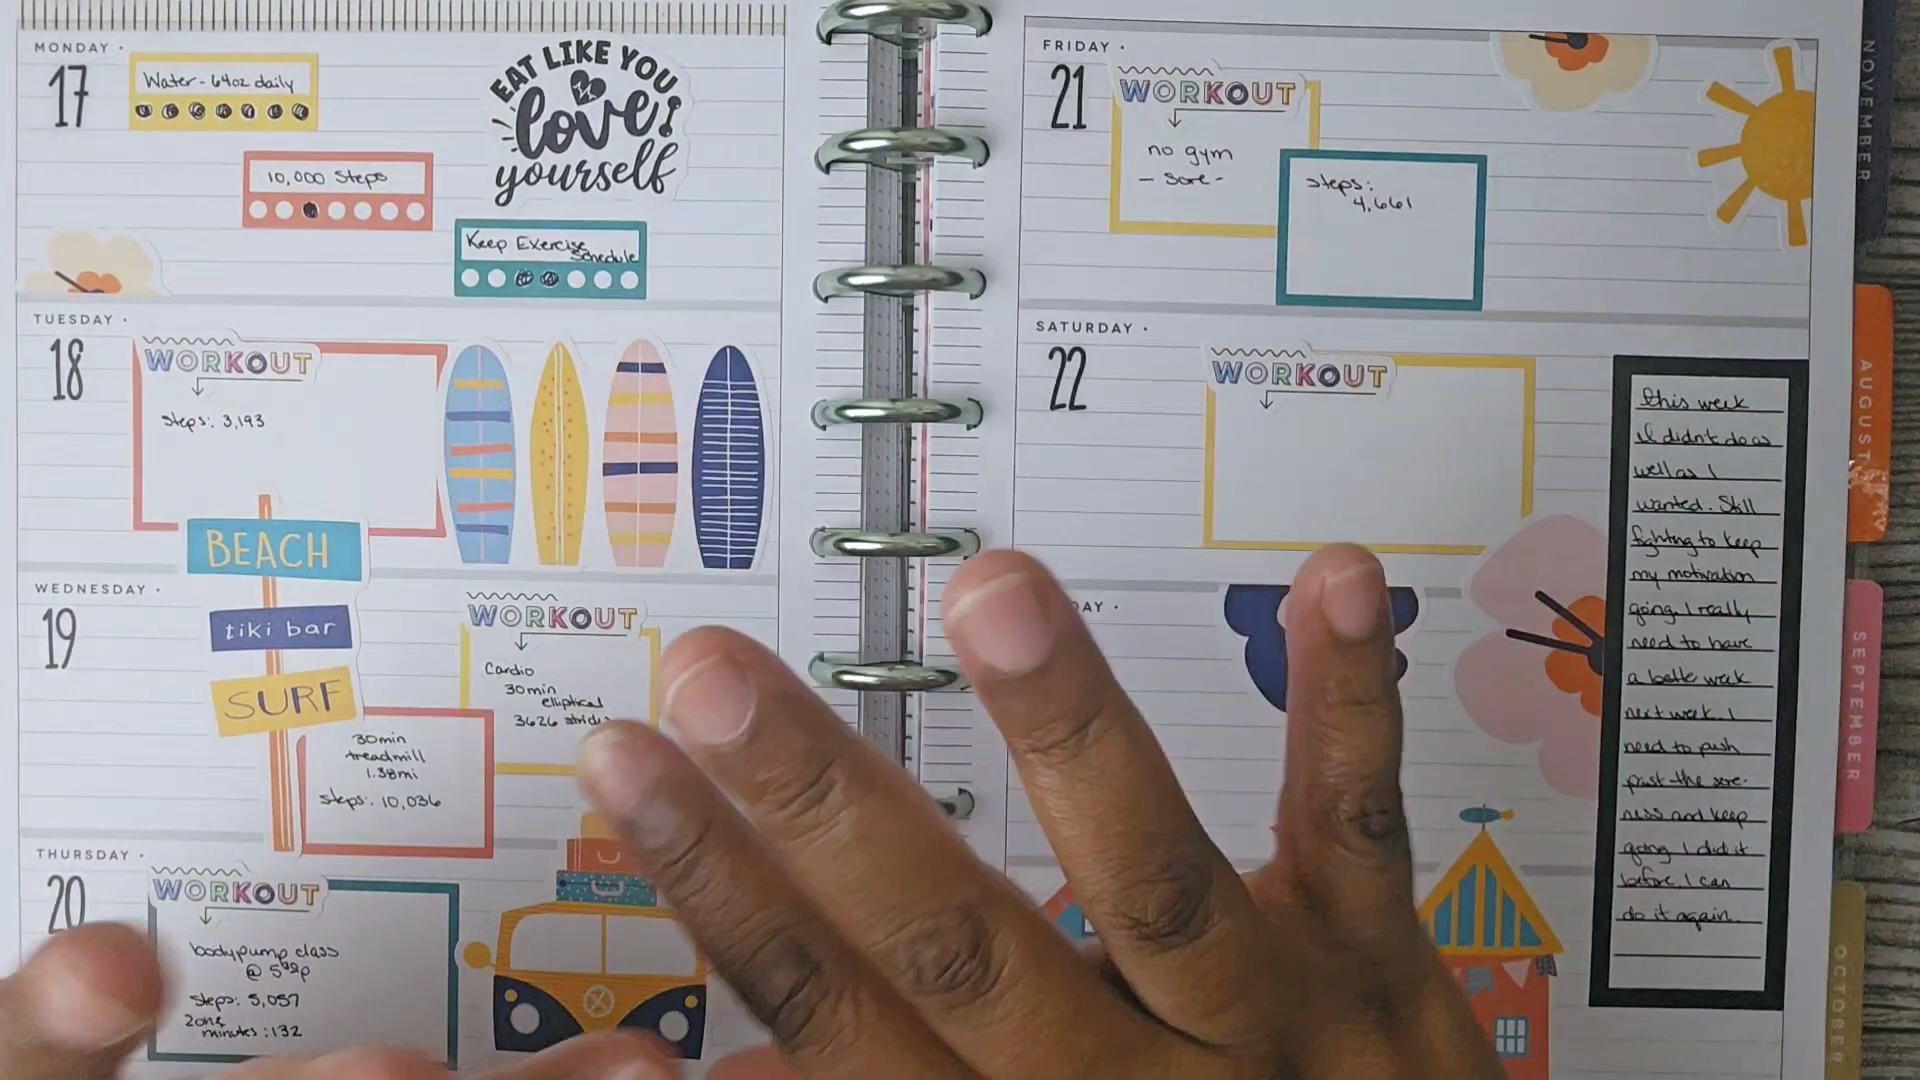 MONDAY
17
Water - 64oz daily
10,000 Steps
Keep Exercise
Schedule
EAT LIKE YOU
love
yourself
TUESDAY
18
WORKOUT
steps: 3,193
BEACH
tiki bar
SURF
WEDNESDAY
19
WORKOUT
Cardio
30min
elliptical
3626
30min
treadmill
1.38mi
steps: 10,036
THURSDAY
20
WORKOUT
bodypump class
steps: 5,057
Zone
minutes: 132
FRIDAY
21
WORKOUT
no gym
- sore -
steps:
4,661
SATURDAY
22
WORKOUT
DAY
this week
I didn't do as
well as I
wanted. Still
fighting to keep
my motivation
going. I really
need to have
a better week
next week. I
need to push
past the sore-
ness and keep
going. I did it
before, I can
do it again.
NOVEMBER
AUGUST
SEPTEMBER
OCTOBER